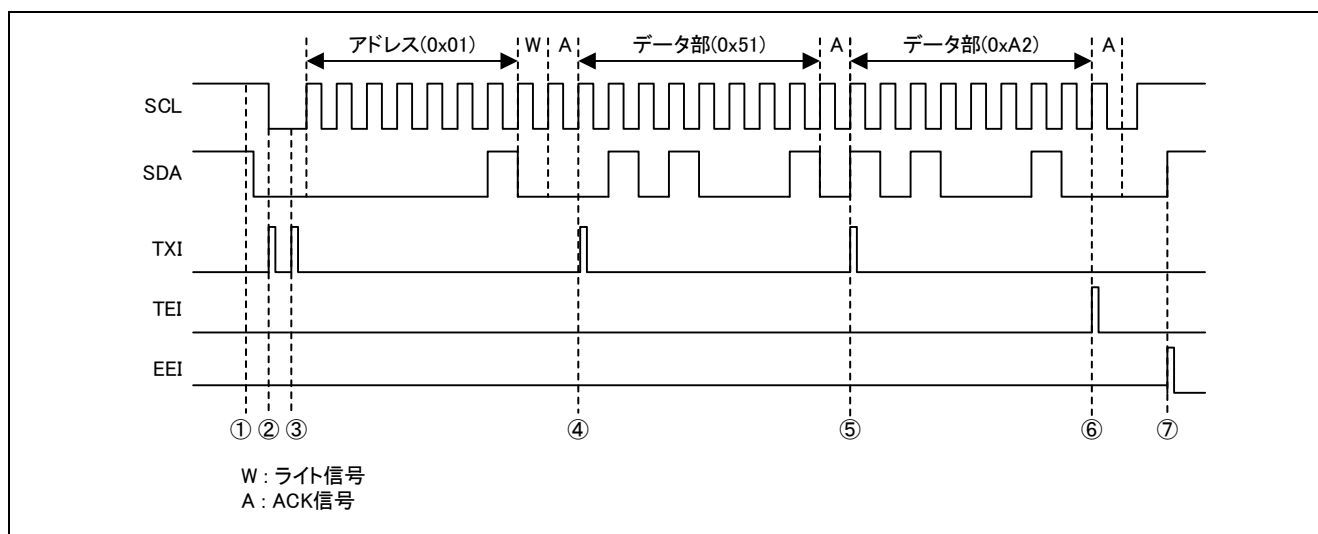 アドレス(0x01) W A データ部(0x51) A データ部(0xA2) A
SCL
SDA
TXI
TEI
EEI
① ② ③ ④ ⑤ ⑥ ⑦
W : ライト信号
A : ACK信号